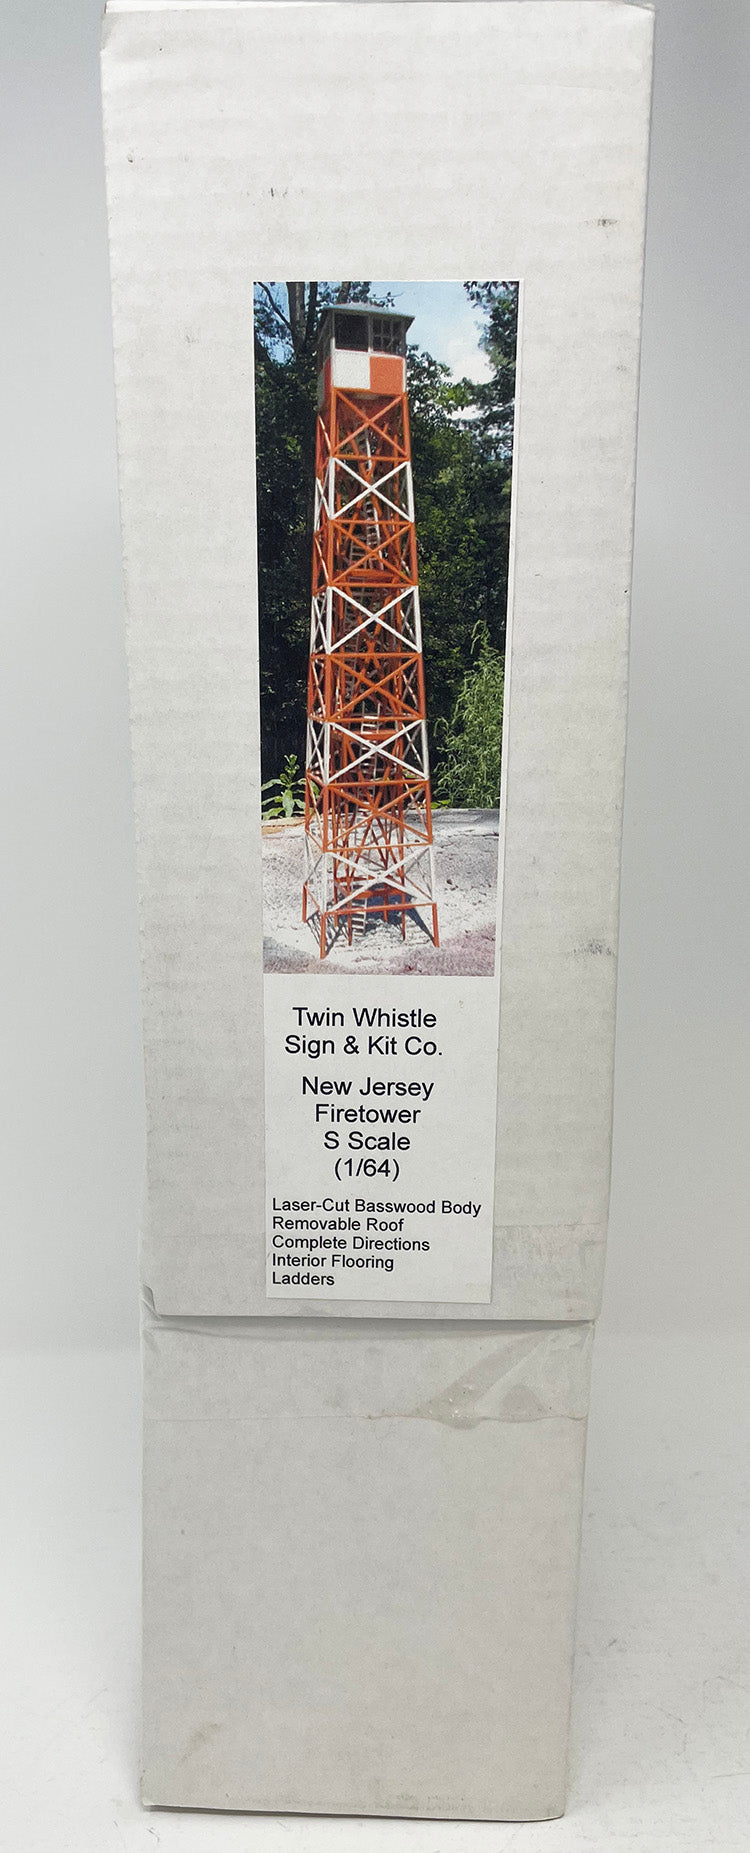 Twin Whistle
Sign & Kit Co.
New Jersey
Firetower
S Scale
(1/64)
Laser-Cut Basswood Body
Removable Roof
Complete Directions
Interior Flooring
Ladders